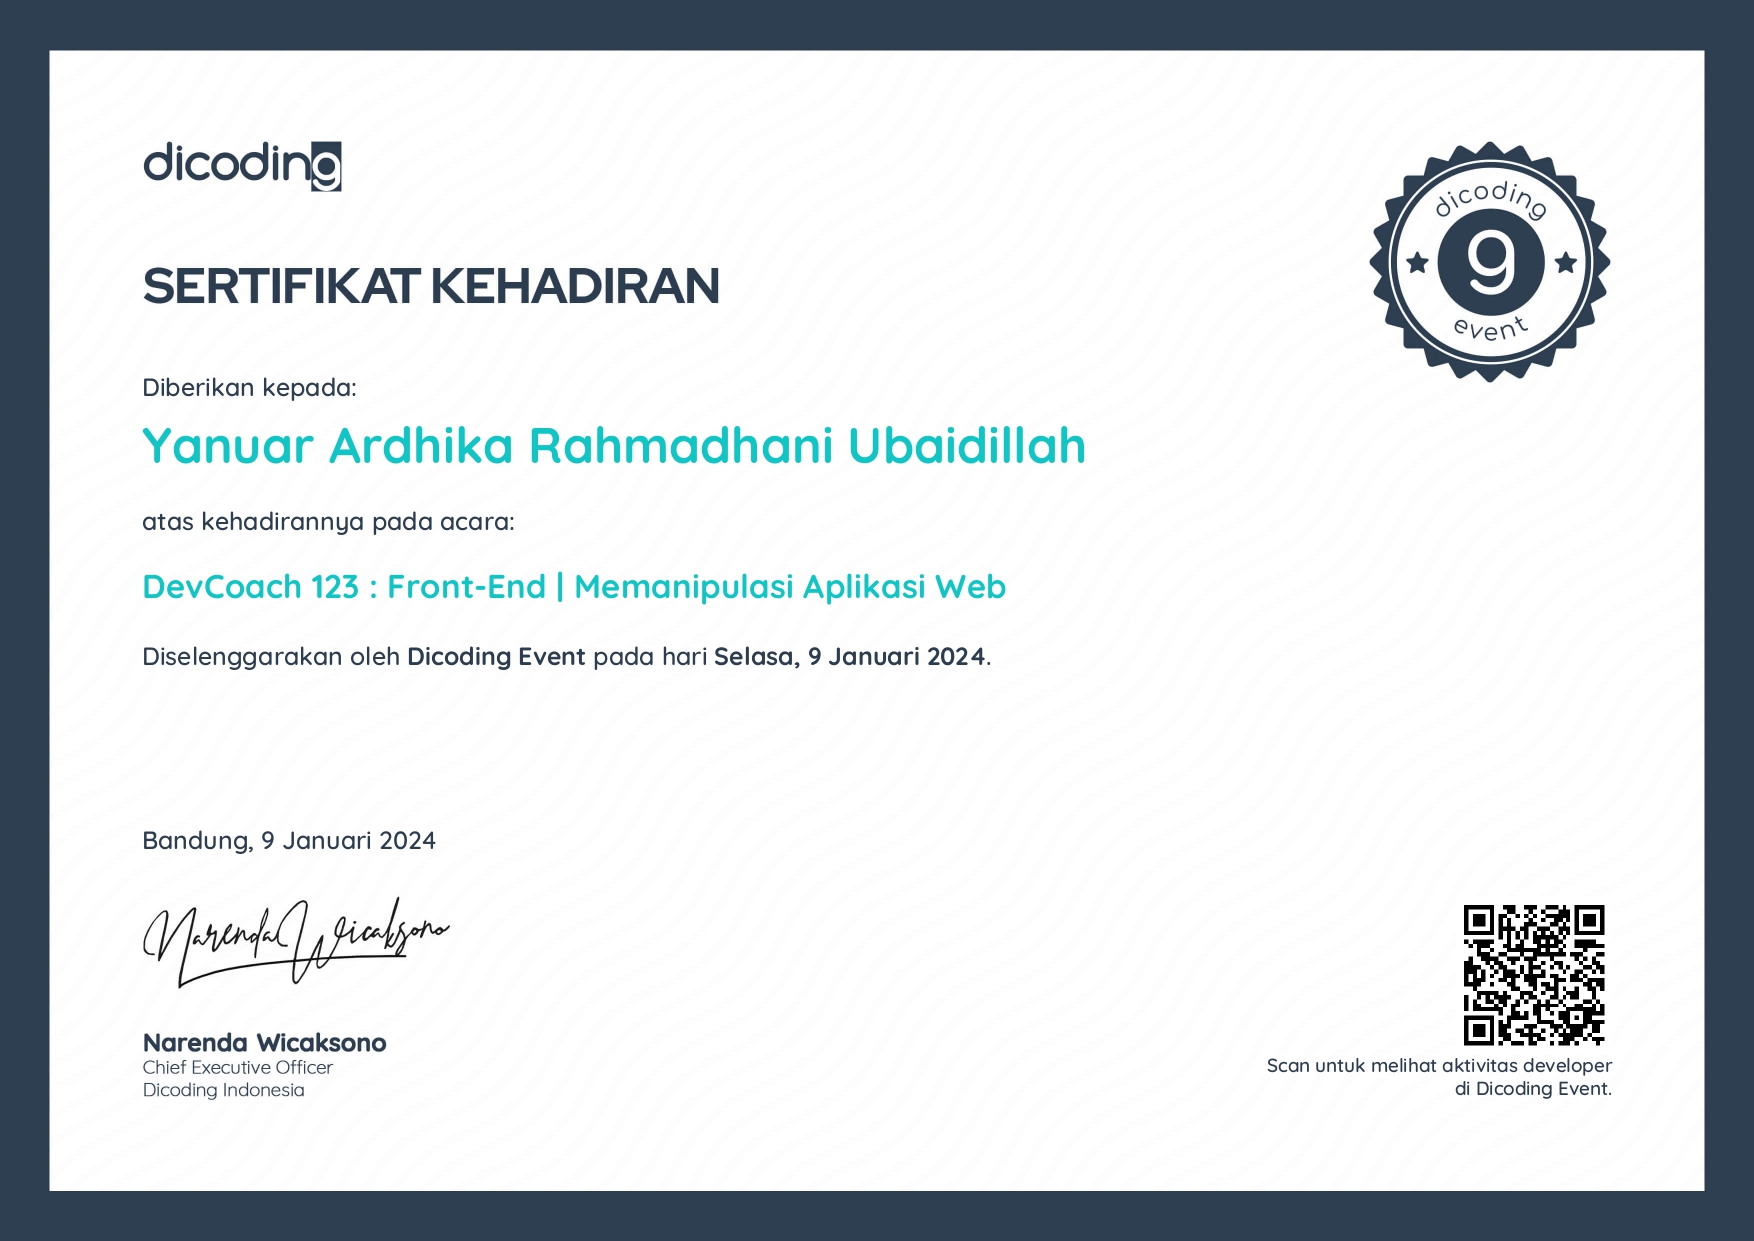 dicoding
SERTIFIKAT KEHADIRAN
dicoding
g
event
Diberikan kepada:
Yanuar Ardhika Rahmadhani Ubaidillah
atas kehadirannya pada acara:
DevCoach 123 : Front-End | Memanipulasi Aplikasi Web
Diselenggarakan oleh Dicoding Event pada hari Selasa, 9 Januari 2024.
Bandung, 9 Januari 2024
Narenda Wicaksono
Narenda Wicaksono
Chief Executive Officer
Dicoding Indonesia
Scan untuk melihat aktivitas developer
di Dicoding Event.